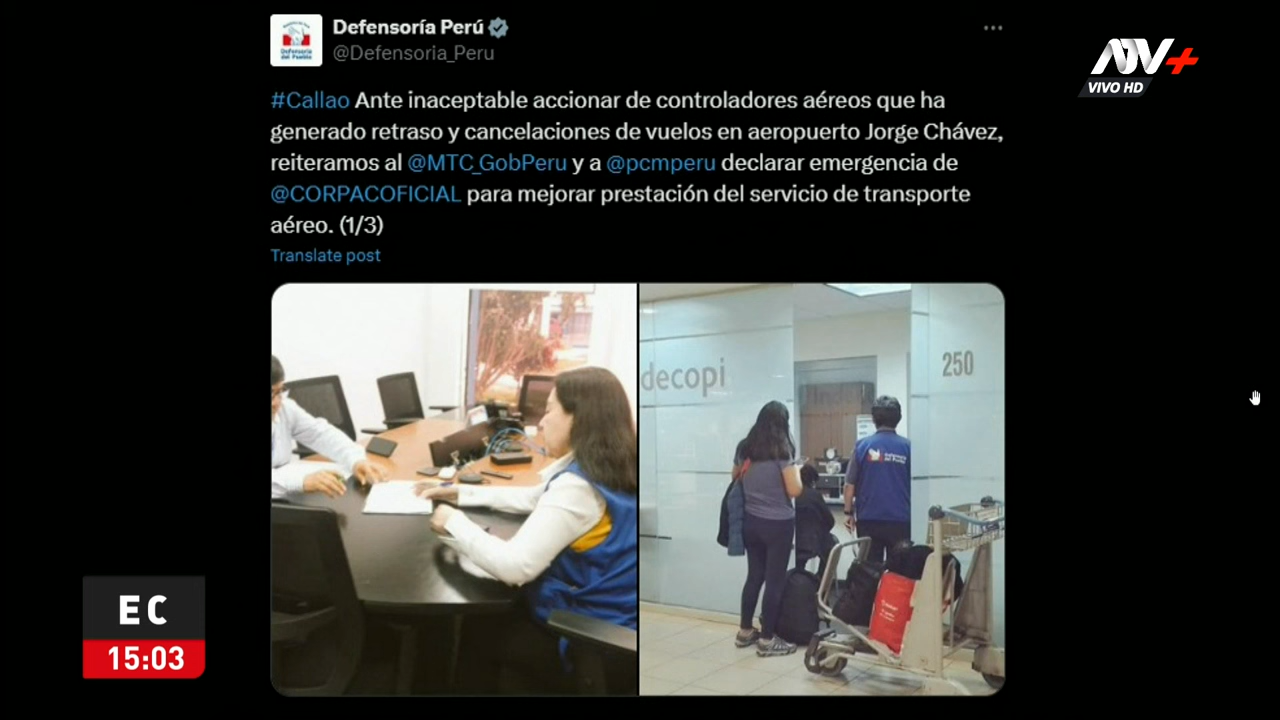 Defensoría Perú
@Defensoria_Peru
ATV+
VIVO HD
#Callao Ante inaceptable accionar de controladores aéreos que ha
generado retraso y cancelaciones de vuelos en aeropuerto Jorge Chávez,
reiteramos al @MTC_GobPeru y a @pcmperu declarar emergencia de
@CORPACOFICIAL para mejorar prestación del servicio de transporte
aéreo. (1/3)
Translate post
decopi
250
EC
15:03